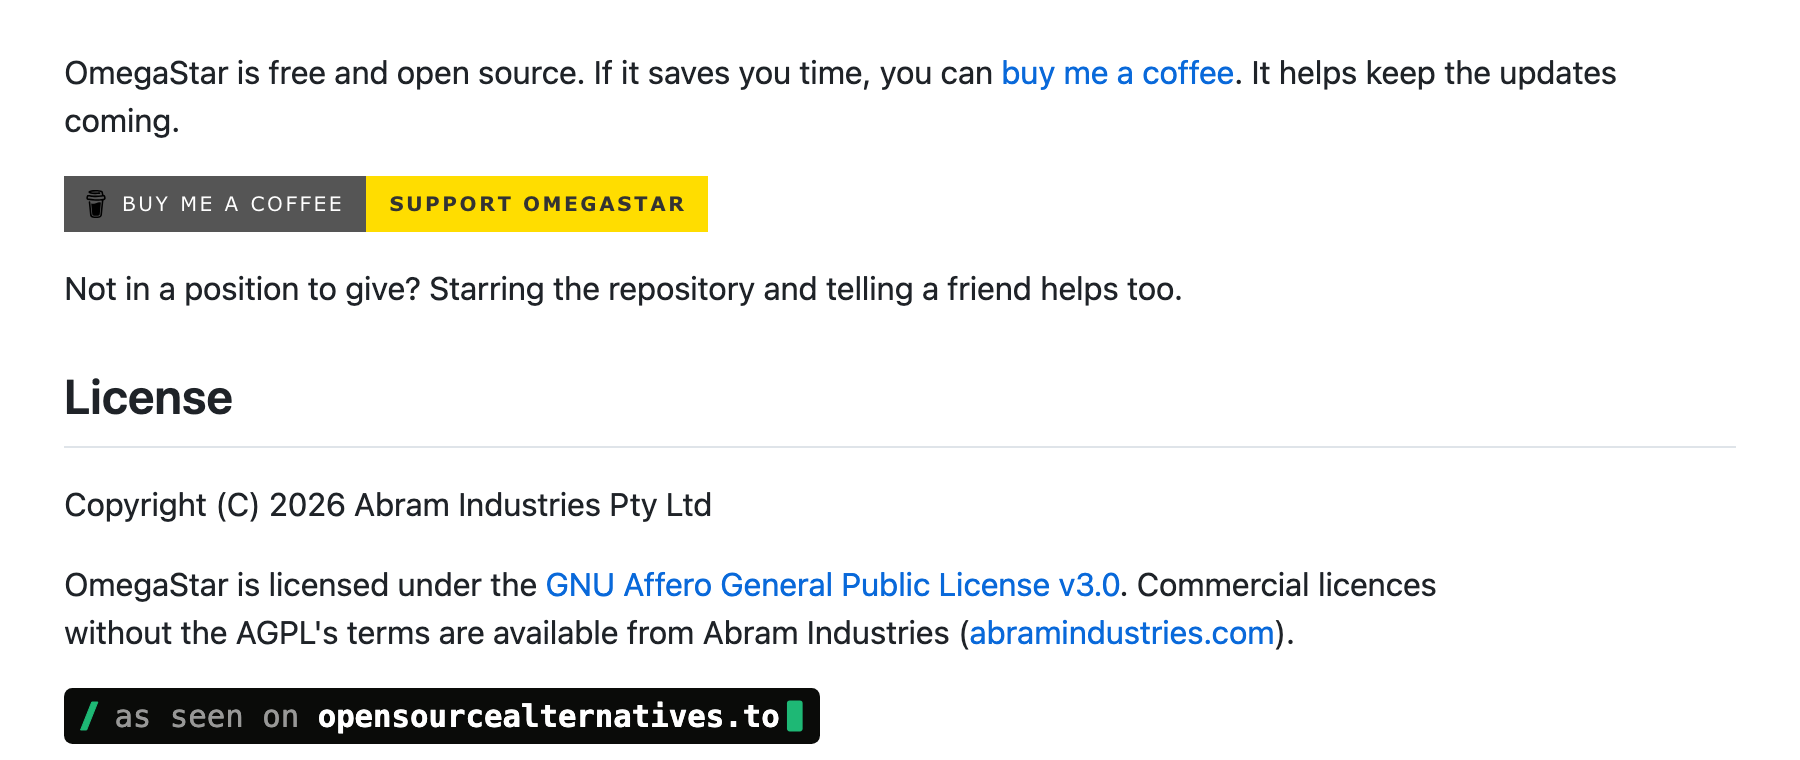 OmegaStar is free and open source. If it saves you time, you can buy me a coffee. It helps keep the updates
coming.
BUY ME A COFFEE SUPPORT OMEGASTAR
Not in a position to give? Starring the repository and telling a friend helps too.
License
Copyright (C) 2026 Abram Industries Pty Ltd
OmegaStar is licensed under the GNU Affero General Public License v3.0. Commercial licences
without the AGPL's terms are available from Abram Industries (abramindustries.com).
/ as seen on opensourcealternatives.to